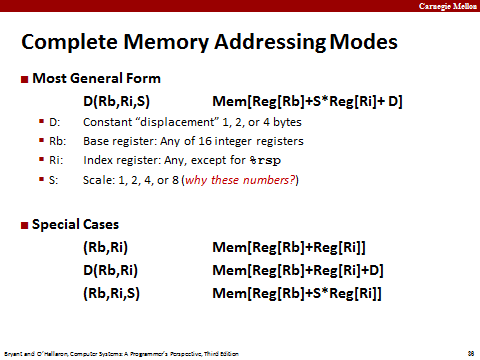 Carnegie Mellon
Complete Memory Addressing Modes
Most General Form
D(Rb,Ri,S) Mem[Reg[Rb]+S*Reg[Ri]+ D]
D: Constant “displacement” 1, 2, or 4 bytes
Rb: Base register: Any of 16 integer registers
Ri: Index register: Any, except for %rsp
S: Scale: 1, 2, 4, or 8 (why these numbers?)
Special Cases
(Rb,Ri) Mem[Reg[Rb]+Reg[Ri]]
D(Rb,Ri) Mem[Reg[Rb]+Reg[Ri]+D]
(Rb,Ri,S) Mem[Reg[Rb]+S*Reg[Ri]]
Bryant and O’Hallaron, Computer Systems: A Programmer’s Perspective, Third Edition